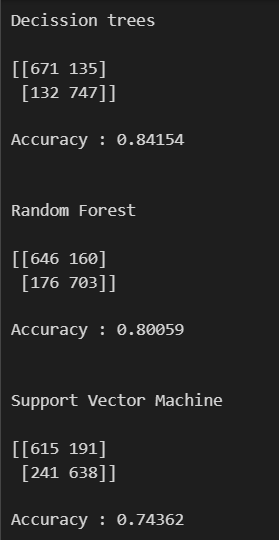 Decission trees
[[671 135]
[132 747]]
Accuracy : 0.84154
Random Forest
[[646 160]
[176 703]]
Accuracy : 0.80059
Support Vector Machine
[[615 191]
[241 638]]
Accuracy : 0.74362